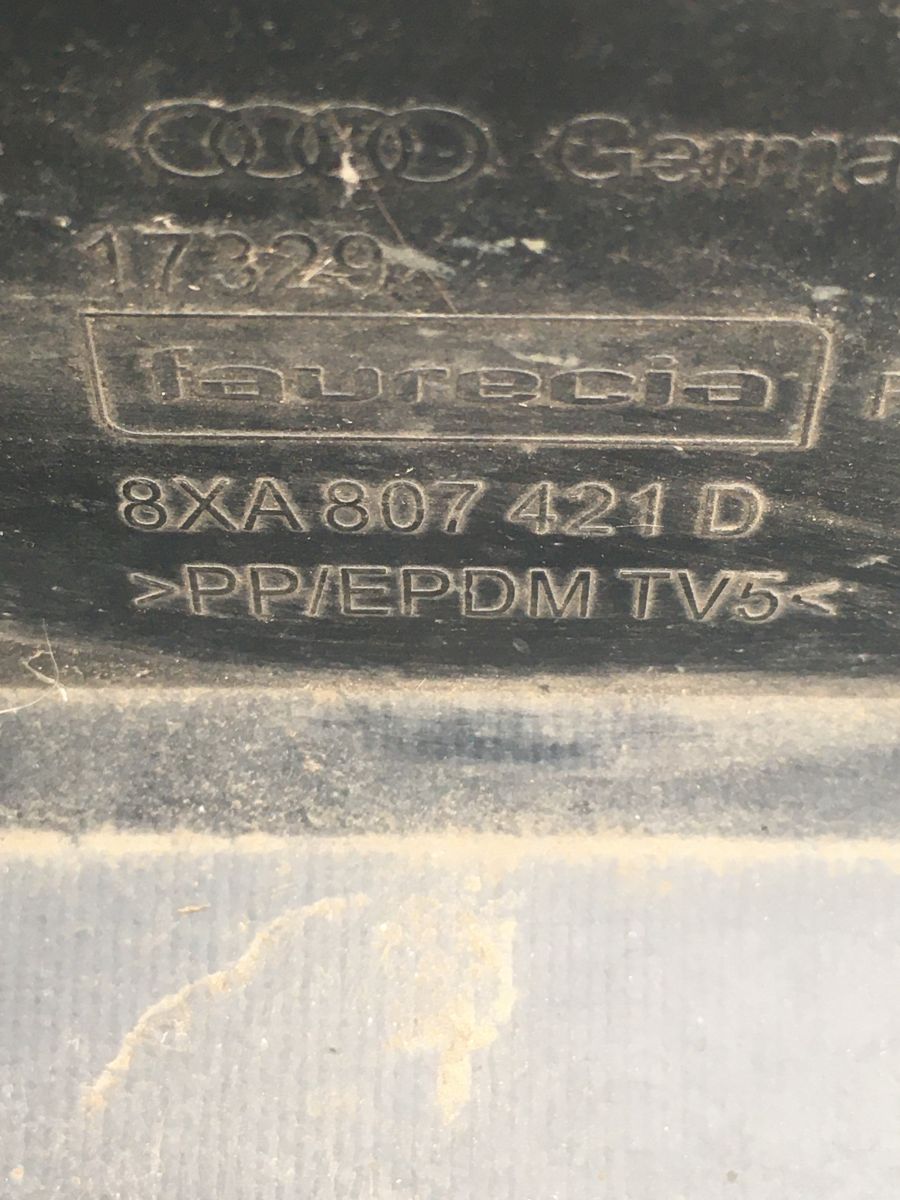 Germa
17329
faurecia
8XA 807 421 D
>PP/EPDM TV5<